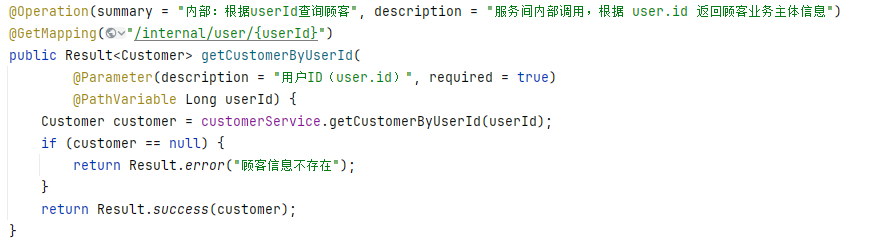 @Operation(summary = "内部：根据userId查询顾客", description = "服务间内部调用，根据 user.id 返回顾客业务主体信息")
@GetMapping("/internal/user/{userId}")
public Result<Customer> getCustomerByUserId(
        @Parameter(description = "用户ID（user.id）", required = true)
        @PathVariable Long userId) {
    Customer customer = customerService.getCustomerByUserId(userId);
    if (customer == null) {
        return Result.error("顾客信息不存在");
    }
    return Result.success(customer);
}